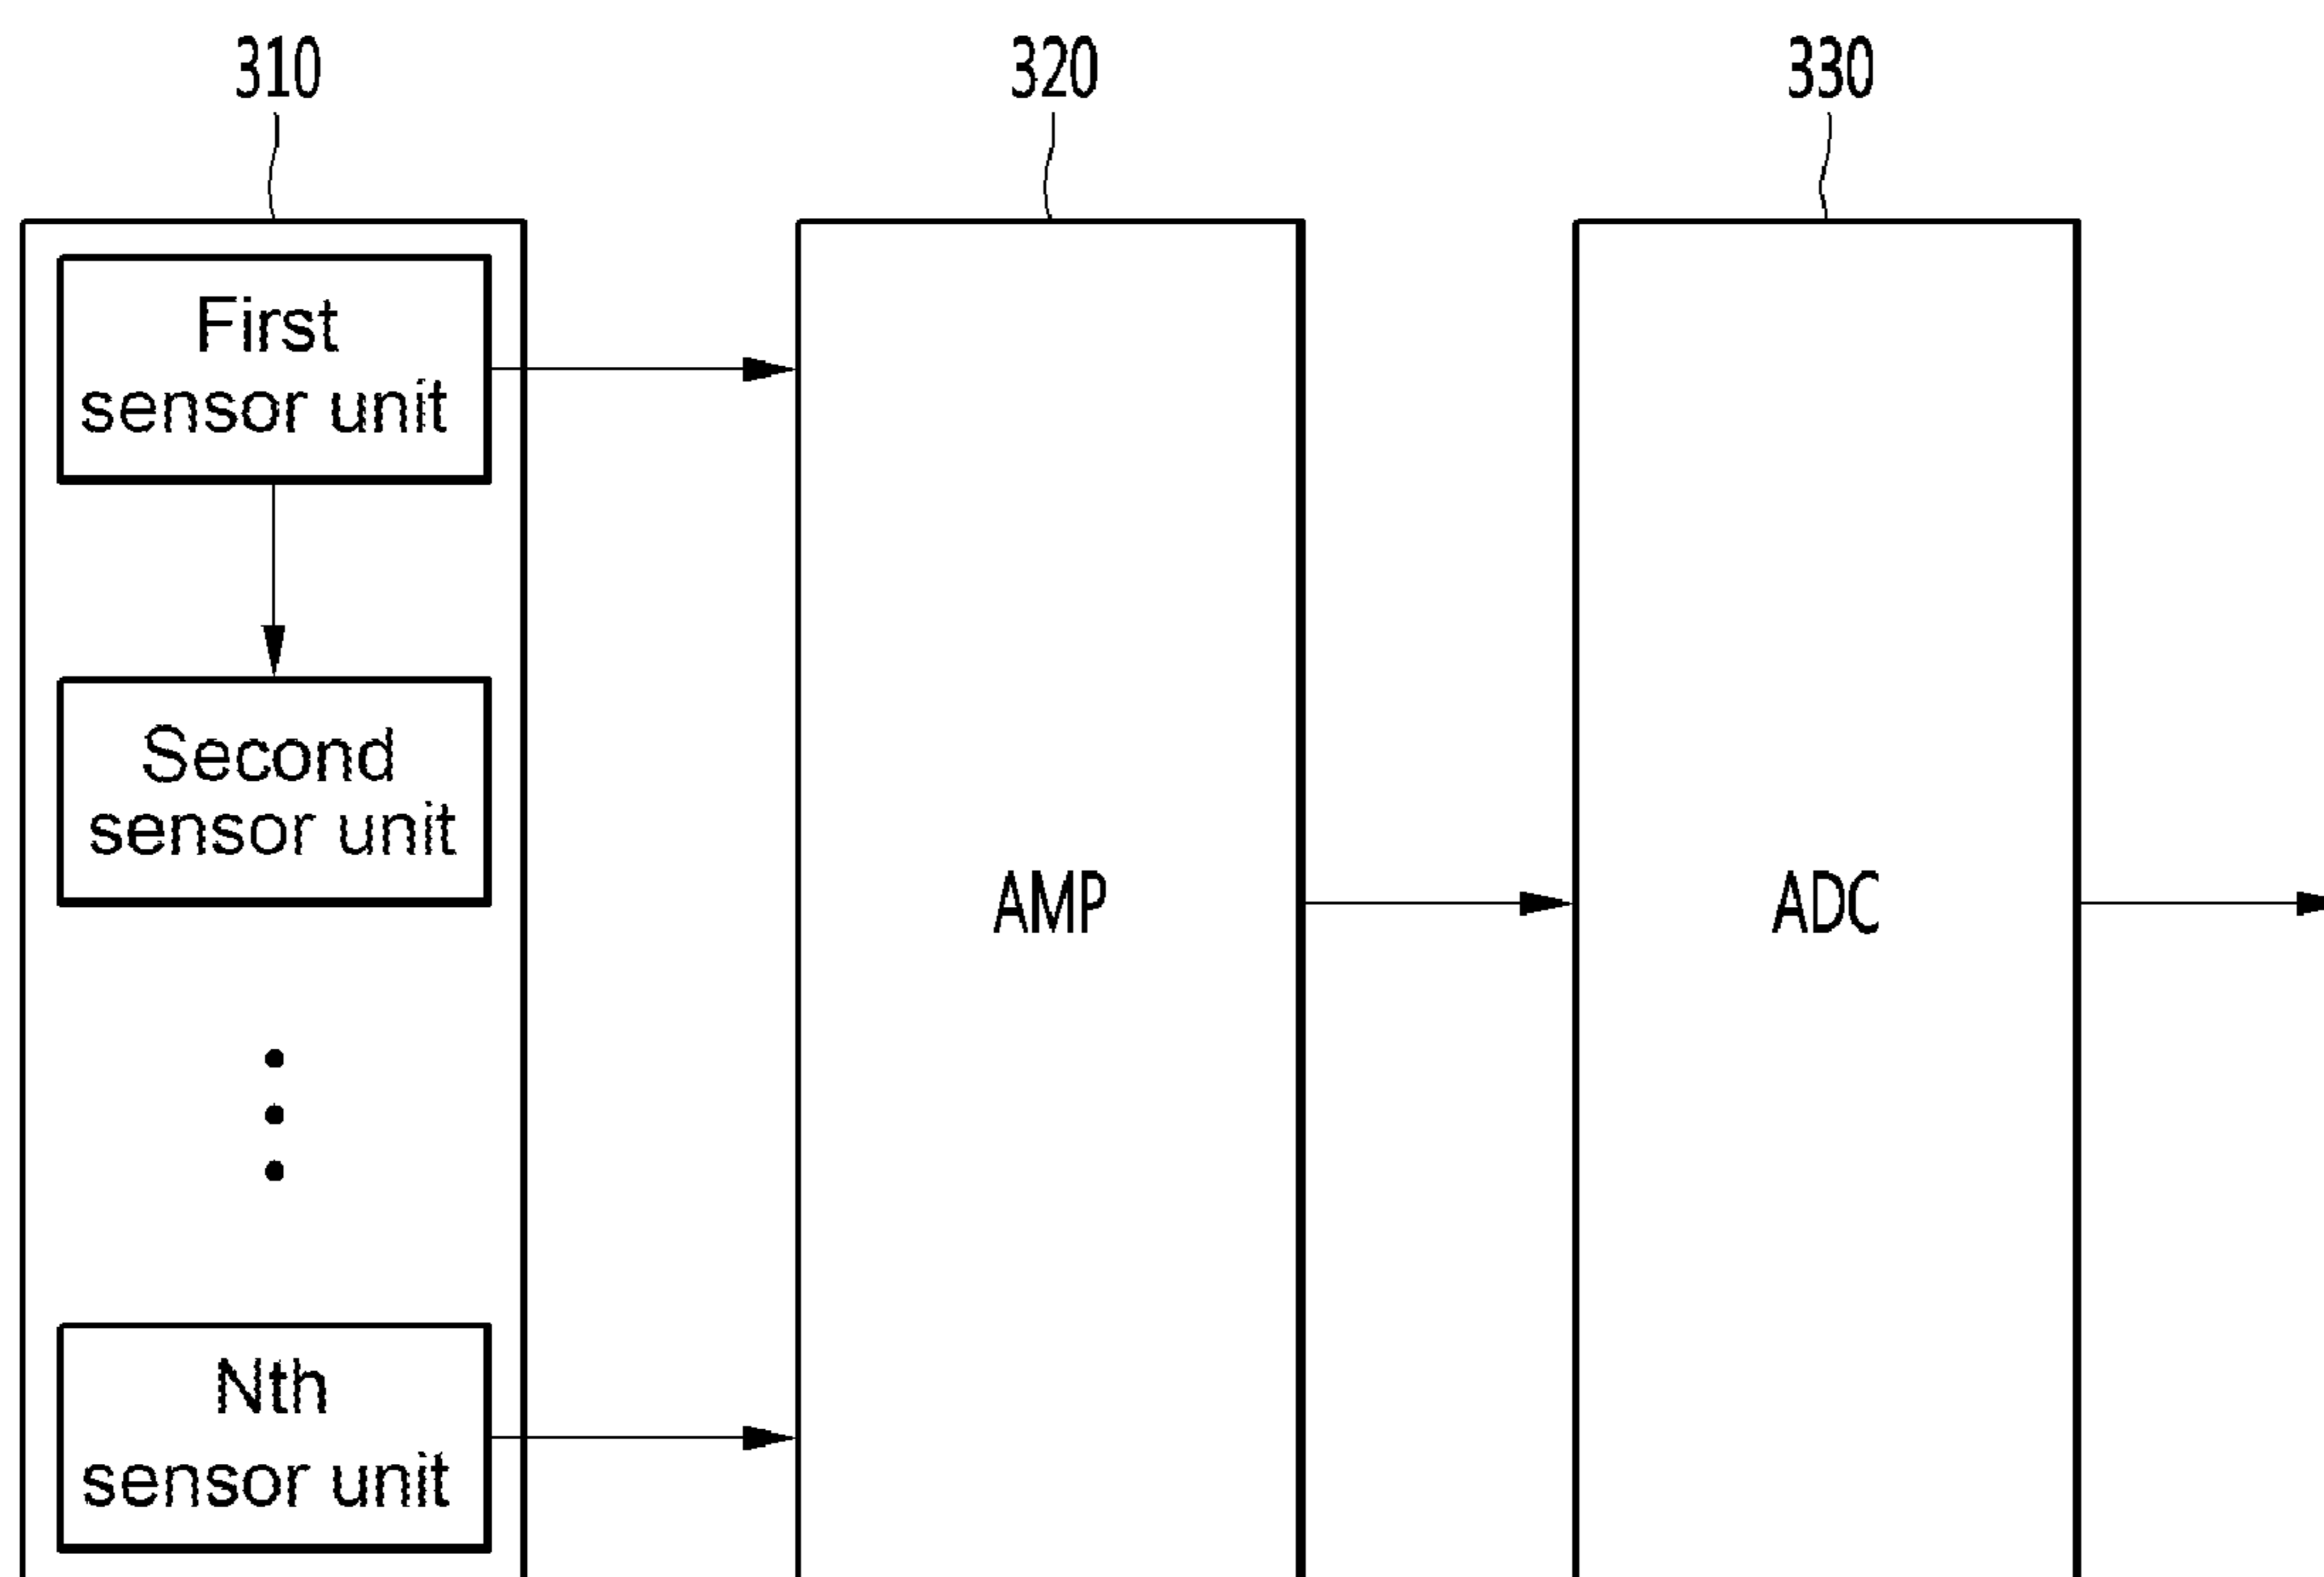 310
320
330
First
sensor unit
Second
sensor unit
AMP
ADC
Nth
sensor unit